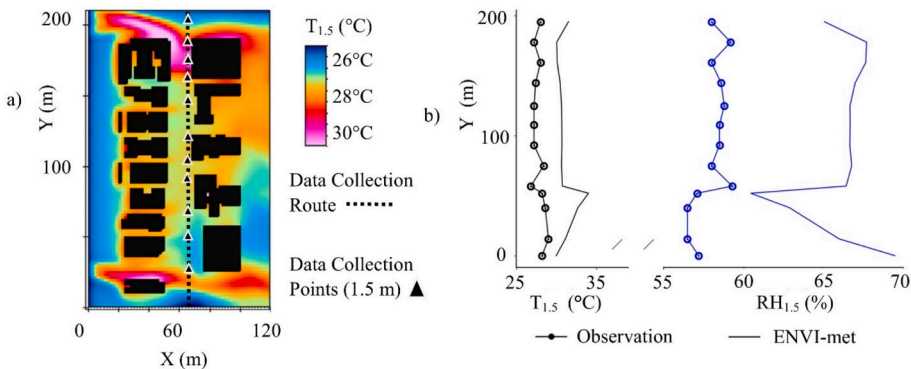 a)
Y (m)
200
100
0
60
120
X (m)
T1.5 (°C)
26°C
28°C
30°C
Data Collection
Route
Data Collection
Points (1.5 m)
b)
Y (m)
200
100
0
25
35
T1.5 (°C)
55
60
65
70
RH1.5 (%)
Observation
ENVI-met